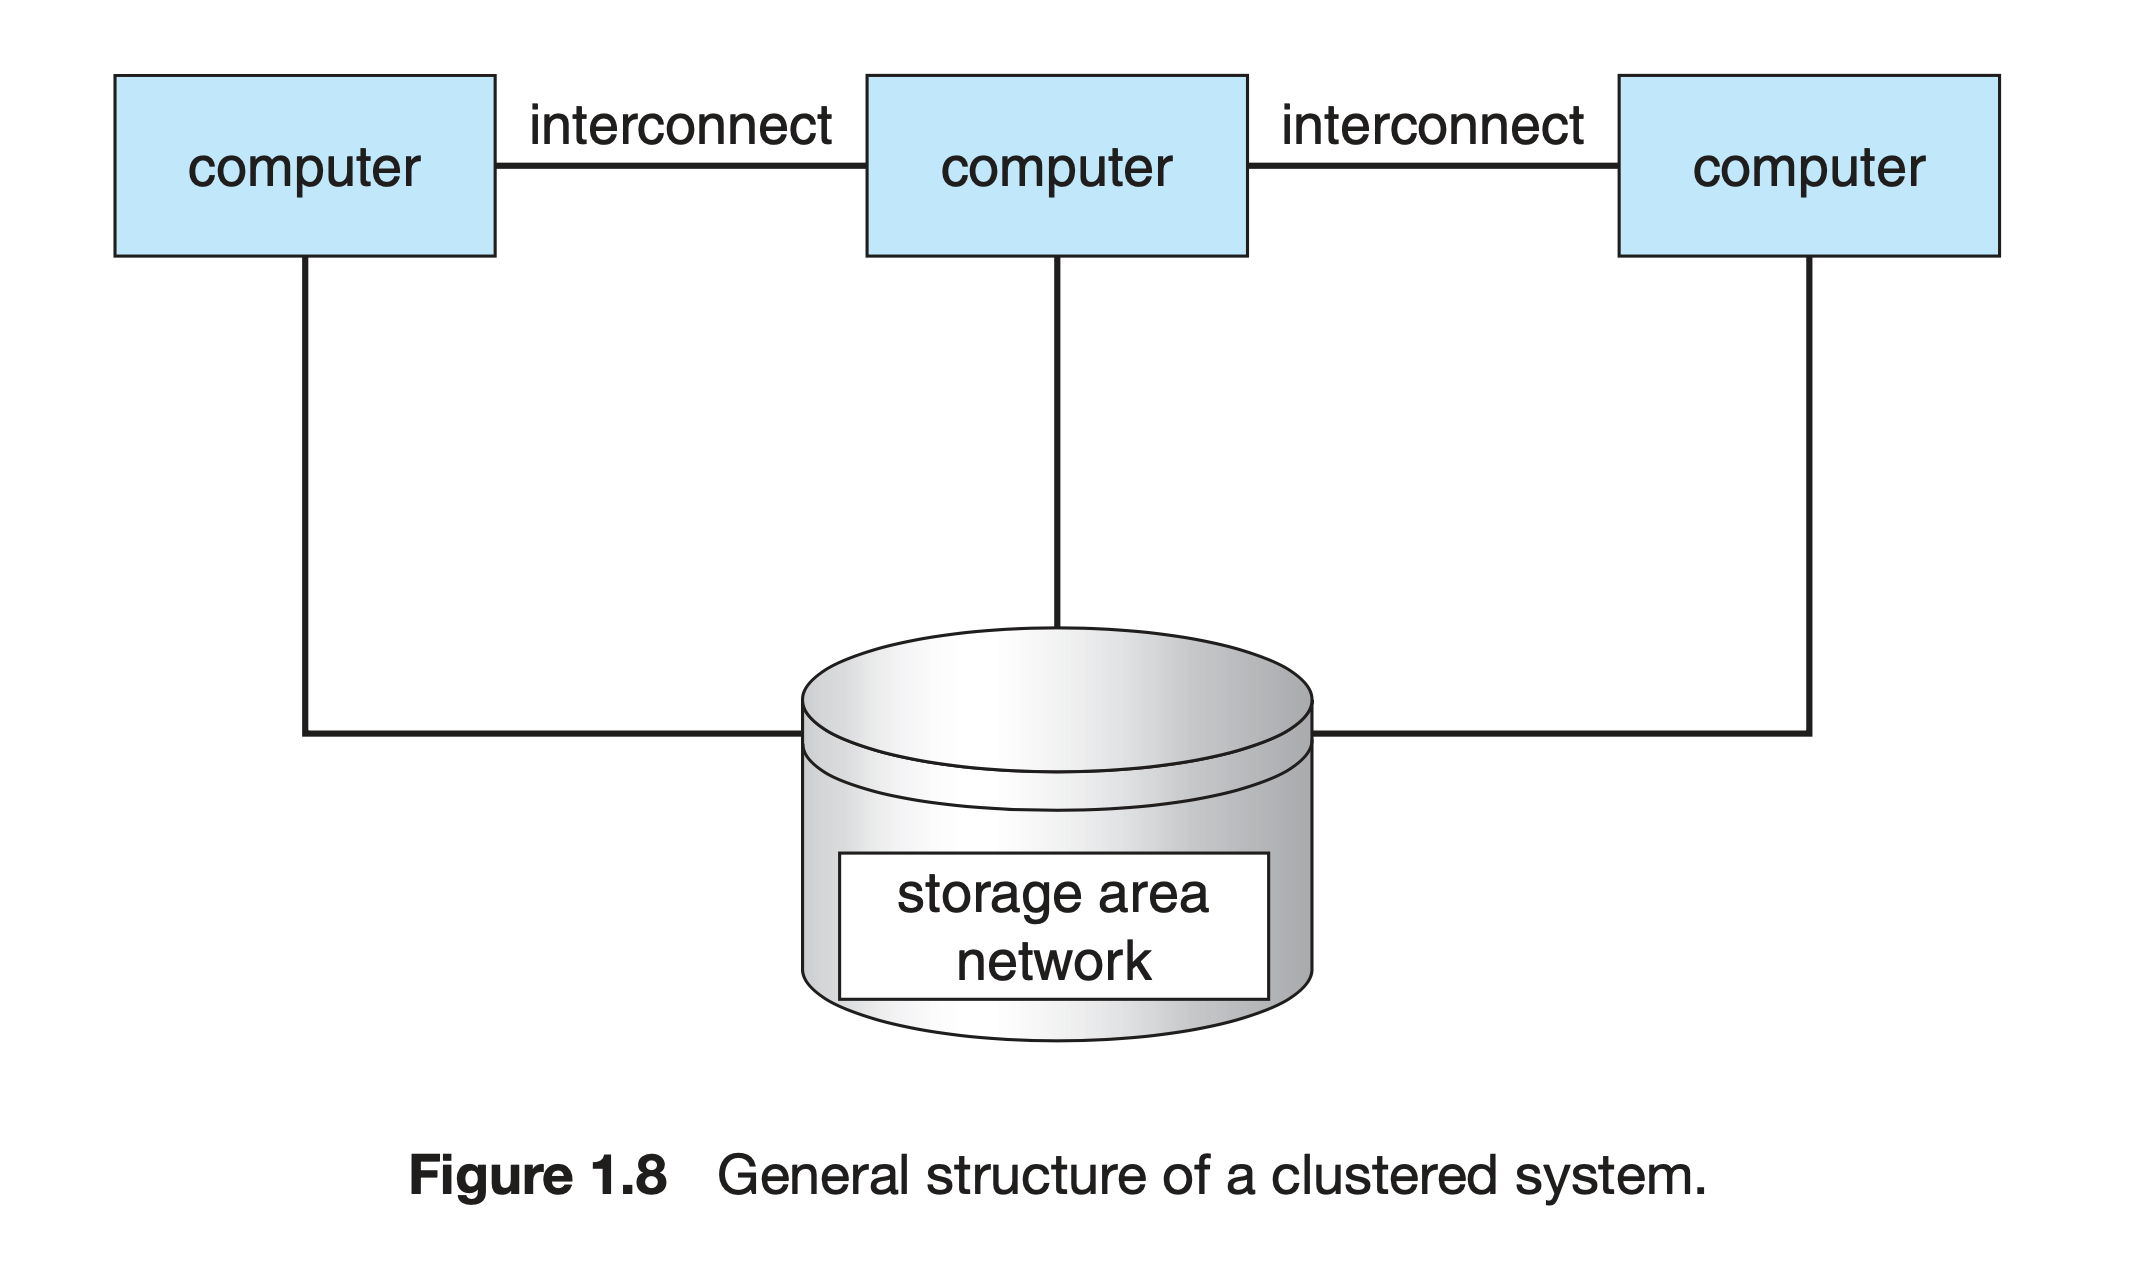 computer
interconnect
computer
interconnect
computer
storage area
network
Figure 1.8 General structure of a clustered system.